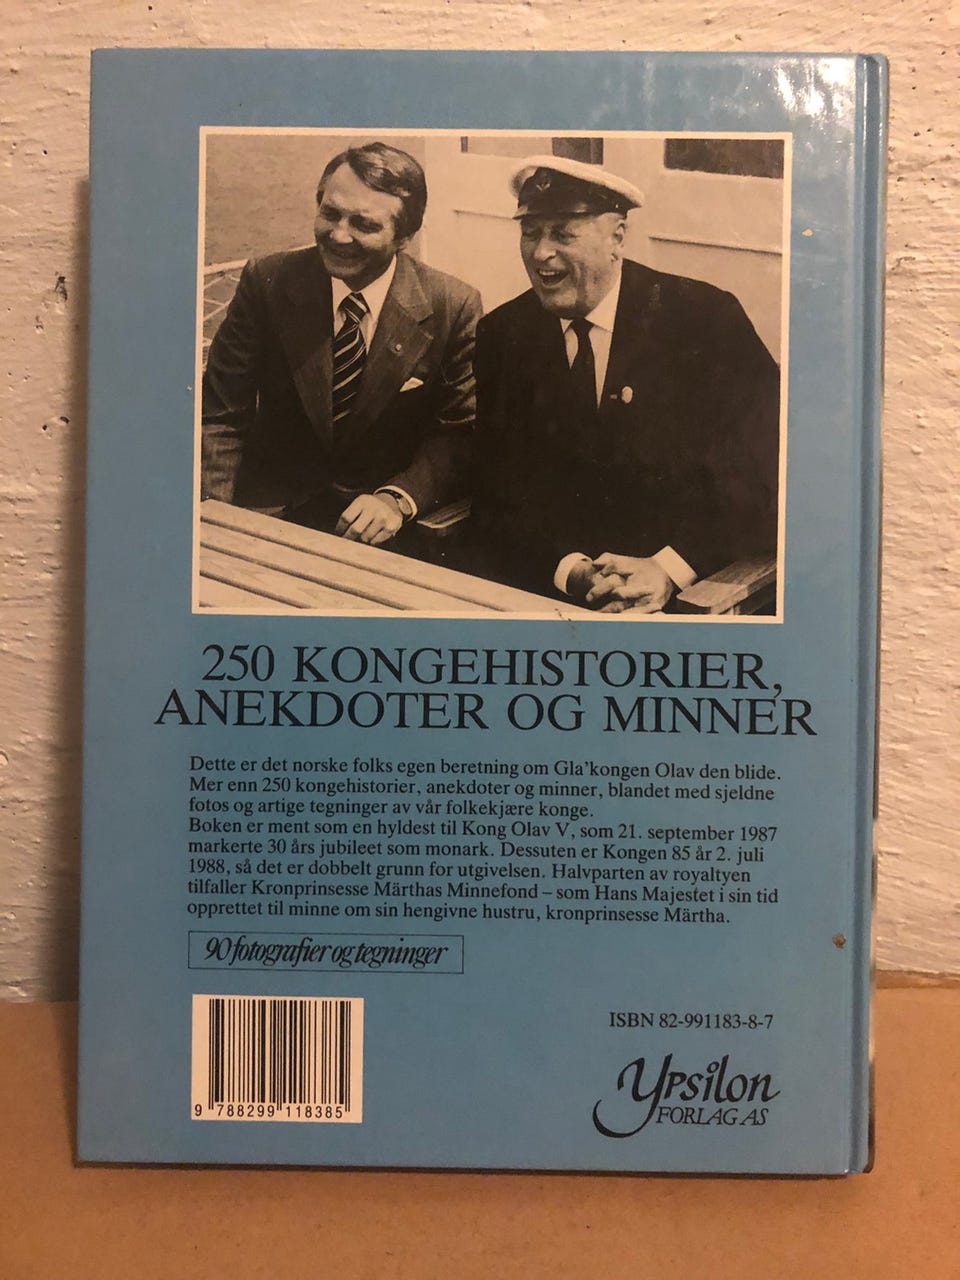 250 KONGEHISTORIER,
ANEKDOTER OG MINNER
Dette er det norske folks egen beretning om Gla'kongen Olav den blide.
Mer enn 250 kongehistorier, anekdoter og minner, blandet med sjeldne
fotos og artige tegninger av vår folkekjære konge.
Boken er ment som en hyldest til Kong Olav V, som 21. september 1987
markerte 30 års jubileet som monark. Dessuten er Kongen 85 år 2. juli
1988, så det er dobbelt grunn for utgivelsen. Halvparten av royaltyen
tilfaller Kronprinsesse Märthas Minnefond – som Hans Majestet i sin tid
opprettet til minne om sin hengivne hustru, kronprinsesse Märtha.
90 fotografier og tegninger
9 788299 118385
ISBN 82-991183-8-7
Ypsilon
FORLAG AS